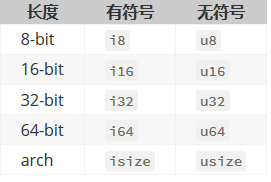 长度 有符号 无符号
8-bit i8 u8
16-bit i16 u16
32-bit i32 u32
64-bit i64 u64
arch isize usize